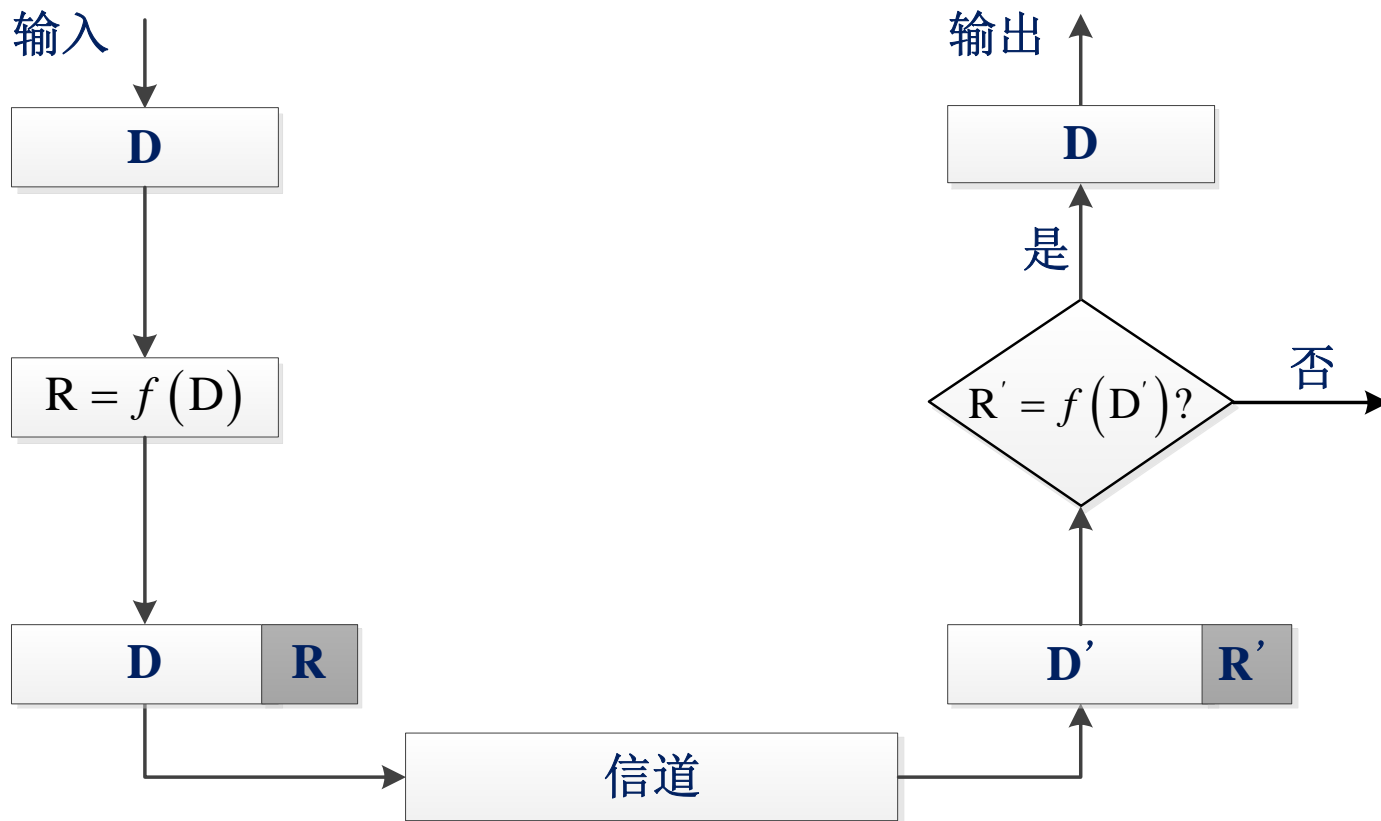 输入
D
R = f(D)
D R
信道
D’ R’
R' = f(D')?
是
否
D
输出